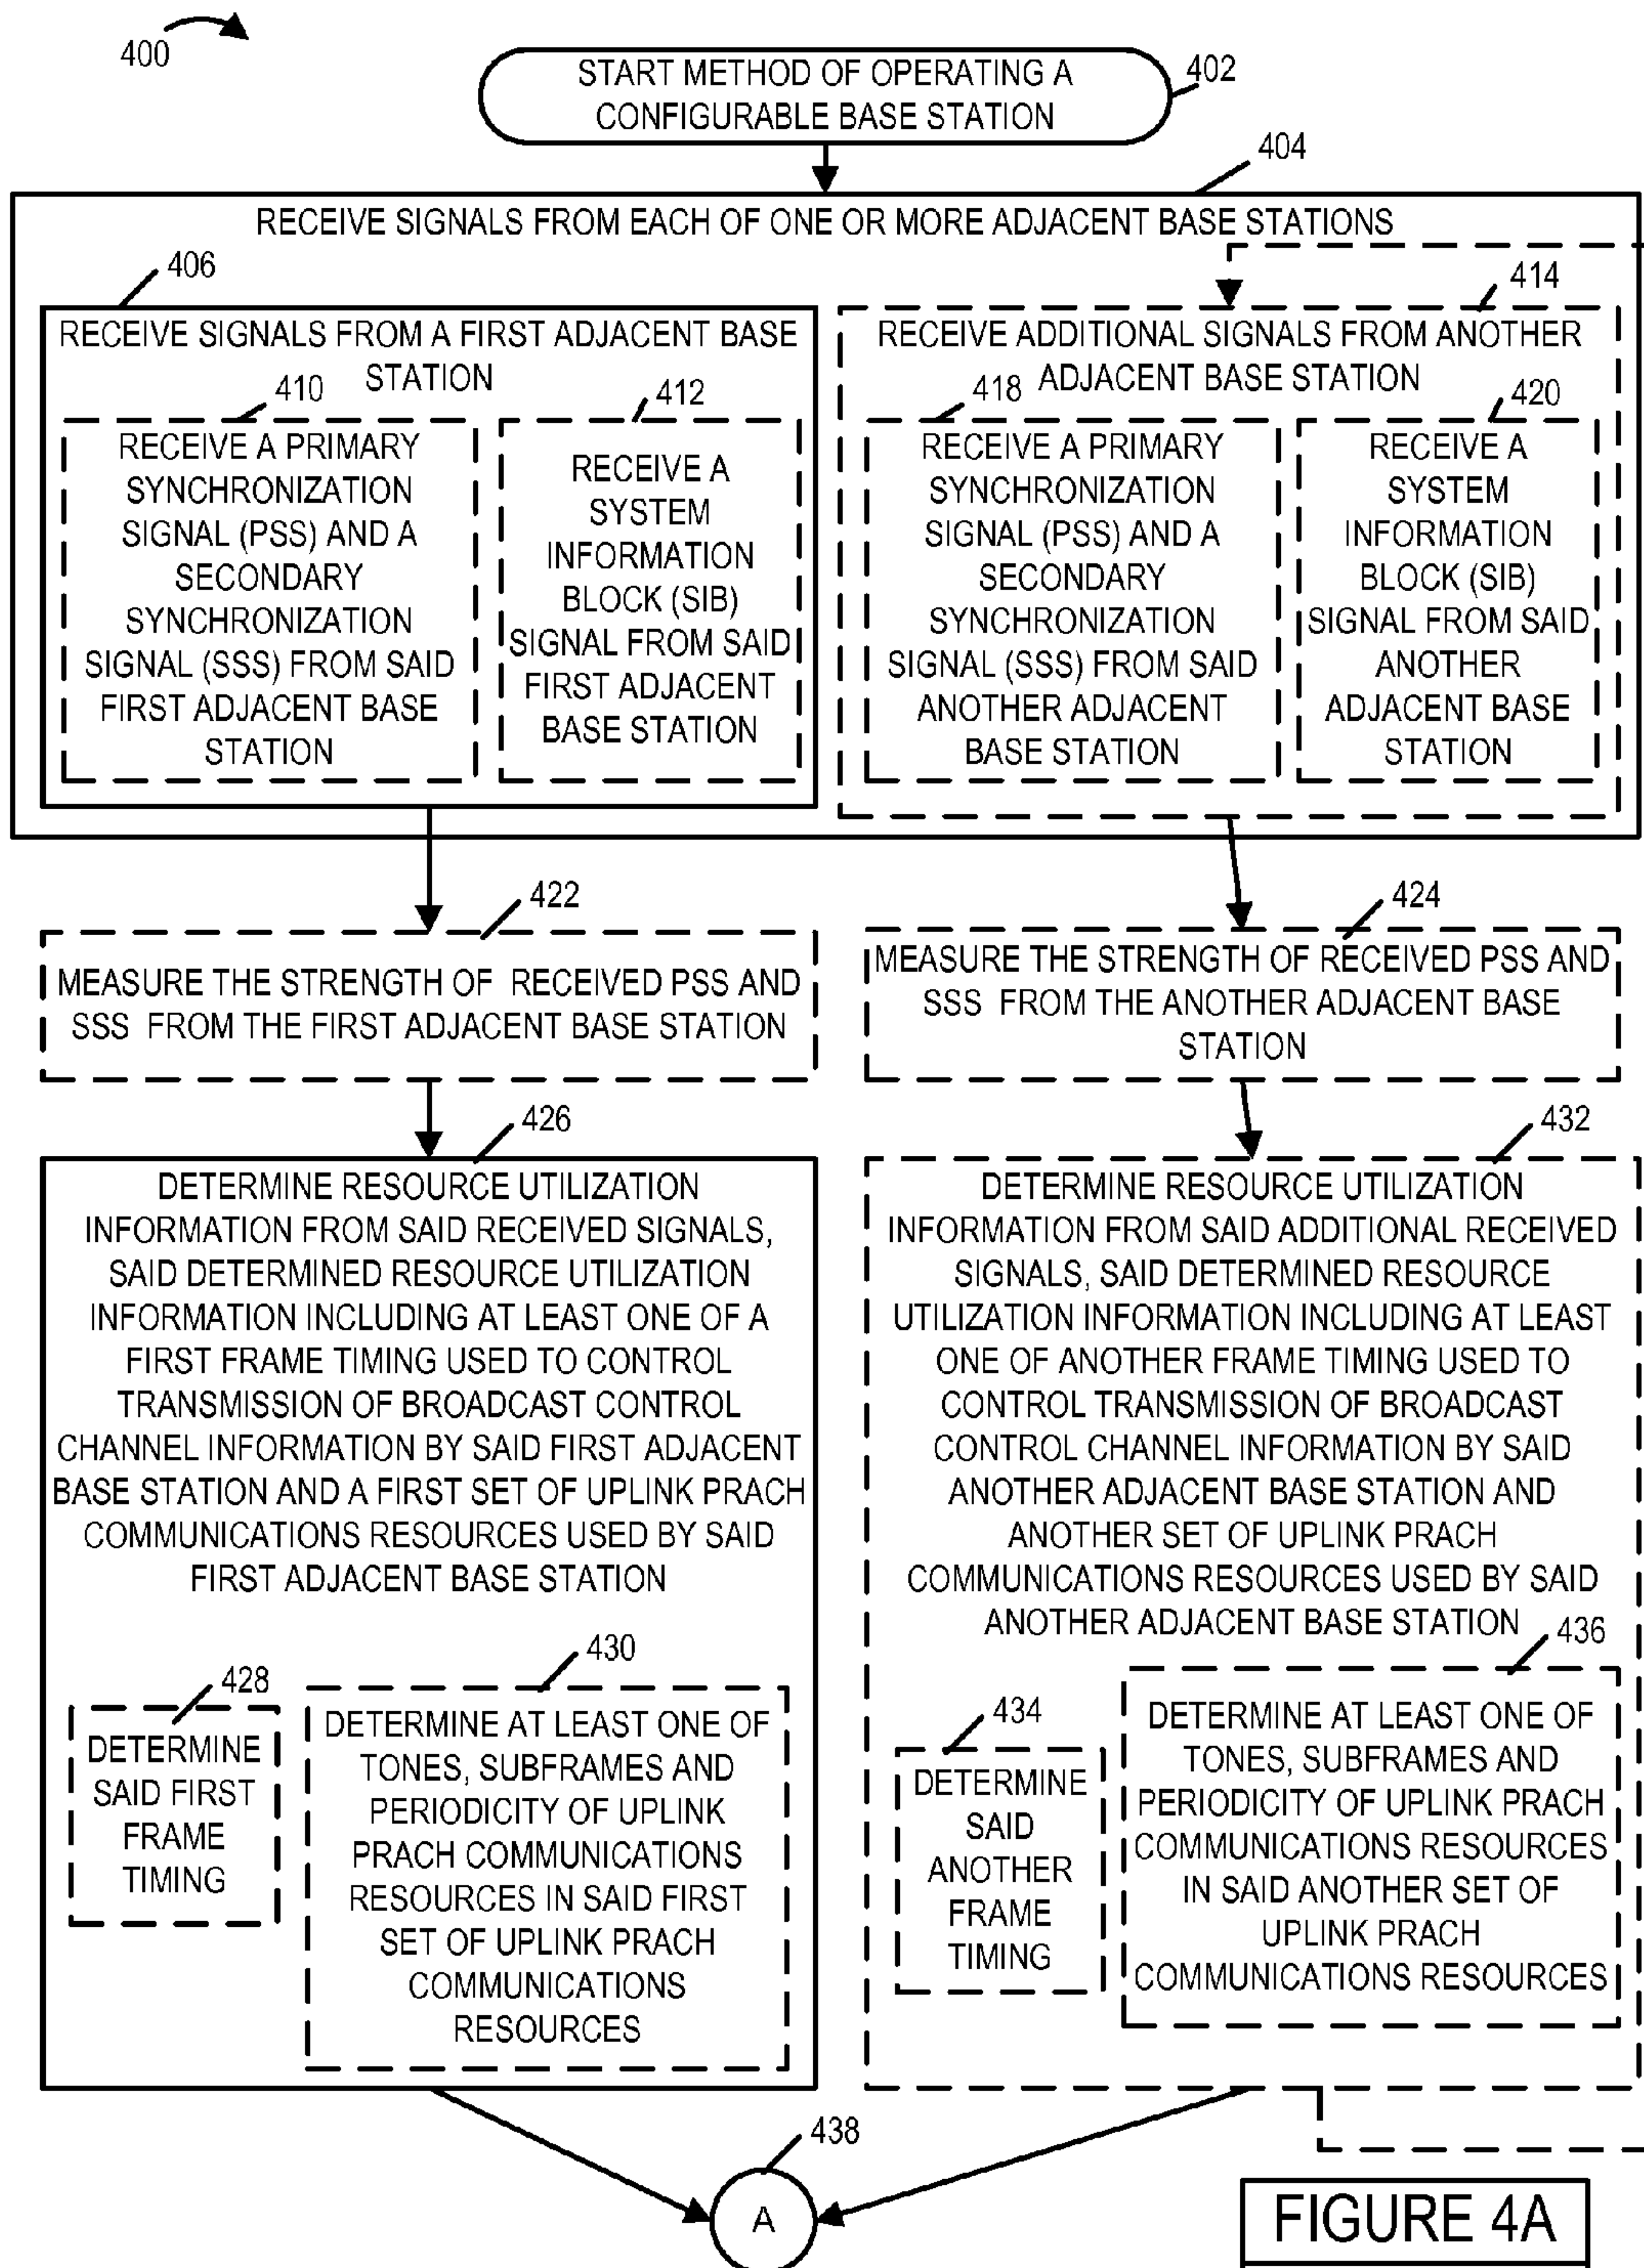 400
START METHOD OF OPERATING A
CONFIGURABLE BASE STATION
402
404
RECEIVE SIGNALS FROM EACH OF ONE OR MORE ADJACENT BASE STATIONS
406
RECEIVE SIGNALS FROM A FIRST ADJACENT BASE
STATION
410
RECEIVE A PRIMARY
SYNCHRONIZATION
SIGNAL (PSS) AND A
SECONDARY
SYNCHRONIZATION
SIGNAL (SSS) FROM SAID
FIRST ADJACENT BASE
STATION
412
RECEIVE A
SYSTEM
INFORMATION
BLOCK (SIB)
SIGNAL FROM SAID
FIRST ADJACENT
BASE STATION
414
RECEIVE ADDITIONAL SIGNALS FROM ANOTHER
ADJACENT BASE STATION
418
RECEIVE A PRIMARY
SYNCHRONIZATION
SIGNAL (PSS) AND A
SECONDARY
SYNCHRONIZATION
SIGNAL (SSS) FROM SAID
ANOTHER ADJACENT
BASE STATION
420
RECEIVE A
SYSTEM
INFORMATION
BLOCK (SIB)
SIGNAL FROM SAID
ANOTHER
ADJACENT BASE
STATION
422
MEASURE THE STRENGTH OF RECEIVED PSS AND
SSS FROM THE FIRST ADJACENT BASE STATION
424
MEASURE THE STRENGTH OF RECEIVED PSS AND
SSS FROM THE ANOTHER ADJACENT BASE
STATION
426
DETERMINE RESOURCE UTILIZATION
INFORMATION FROM SAID RECEIVED SIGNALS,
SAID DETERMINED RESOURCE UTILIZATION
INFORMATION INCLUDING AT LEAST ONE OF A
FIRST FRAME TIMING USED TO CONTROL
TRANSMISSION OF BROADCAST CONTROL
CHANNEL INFORMATION BY SAID FIRST ADJACENT
BASE STATION AND A FIRST SET OF UPLINK PRACH
COMMUNICATIONS RESOURCES USED BY SAID
FIRST ADJACENT BASE STATION
428
DETERMINE
SAID FIRST
FRAME
TIMING
430
DETERMINE AT LEAST ONE OF
TONES, SUBFRAMES AND
PERIODICITY OF UPLINK
PRACH COMMUNICATIONS
RESOURCES IN SAID FIRST
SET OF UPLINK PRACH
COMMUNICATIONS
RESOURCES
432
DETERMINE RESOURCE UTILIZATION
INFORMATION FROM SAID ADDITIONAL RECEIVED
SIGNALS, SAID DETERMINED RESOURCE
UTILIZATION INFORMATION INCLUDING AT LEAST
ONE OF ANOTHER FRAME TIMING USED TO
CONTROL TRANSMISSION OF BROADCAST
CONTROL CHANNEL INFORMATION BY SAID
ANOTHER ADJACENT BASE STATION AND
ANOTHER SET OF UPLINK PRACH
COMMUNICATIONS RESOURCES USED BY SAID
ANOTHER ADJACENT BASE STATION
434
DETERMINE
SAID
ANOTHER
FRAME
TIMING
436
DETERMINE AT LEAST ONE OF
TONES, SUBFRAMES AND
PERIODICITY OF UPLINK PRACH
COMMUNICATIONS RESOURCES
IN SAID ANOTHER SET OF
UPLINK PRACH
COMMUNICATIONS RESOURCES
438
A
FIGURE 4A